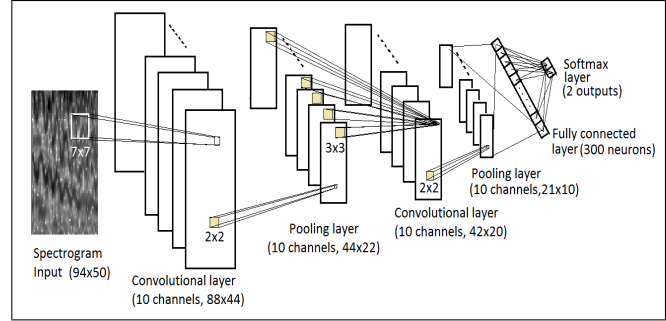 7x7
Spectrogram
Input (94x50)
2x2
Convolutional layer
(10 channels, 88x44)
3x3
Pooling layer
(10 channels, 44x22)
2x2
Convolutional layer
(10 channels, 42x20)
Pooling layer
(10 channels,21x10)
Softmax
layer
(2 outputs)
Fully connected
layer (300 neurons)